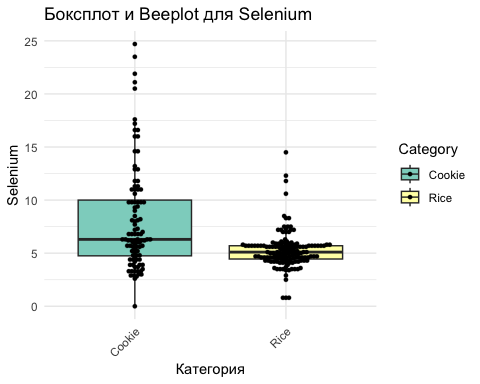 Боксплот и Beeplot для Selenium
25
20
15
10
5
0
Selenium
Cookie
Rice
Категория
Category
Cookie
Rice